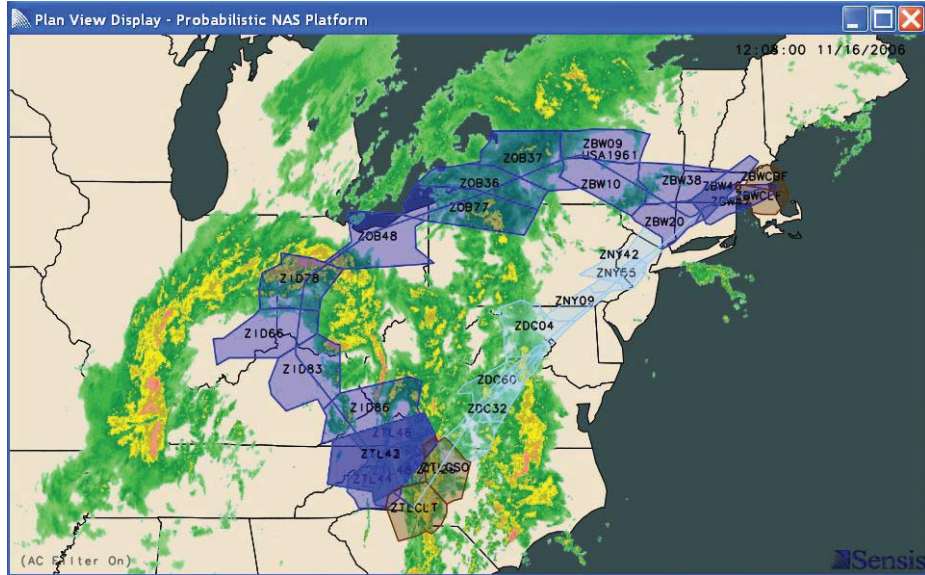 Plan View Display - Probabilistic NAS Platform
12:08:00 11/16/2006
ZOB37
ZBW09
USA1961
ZOB36
ZBW10
ZBW38
ZBWCBF
ZOB77
ZBW20
ZOB48
ZNY42
ZNY55
ZID78
ZNY09
ZDC04
ZID66
ZID83
ZDC60
ZID86
ZDC32
ZTL42
ZTLGSO
ZTL44
ZTLCLT
(AC Filter On)
Sensis